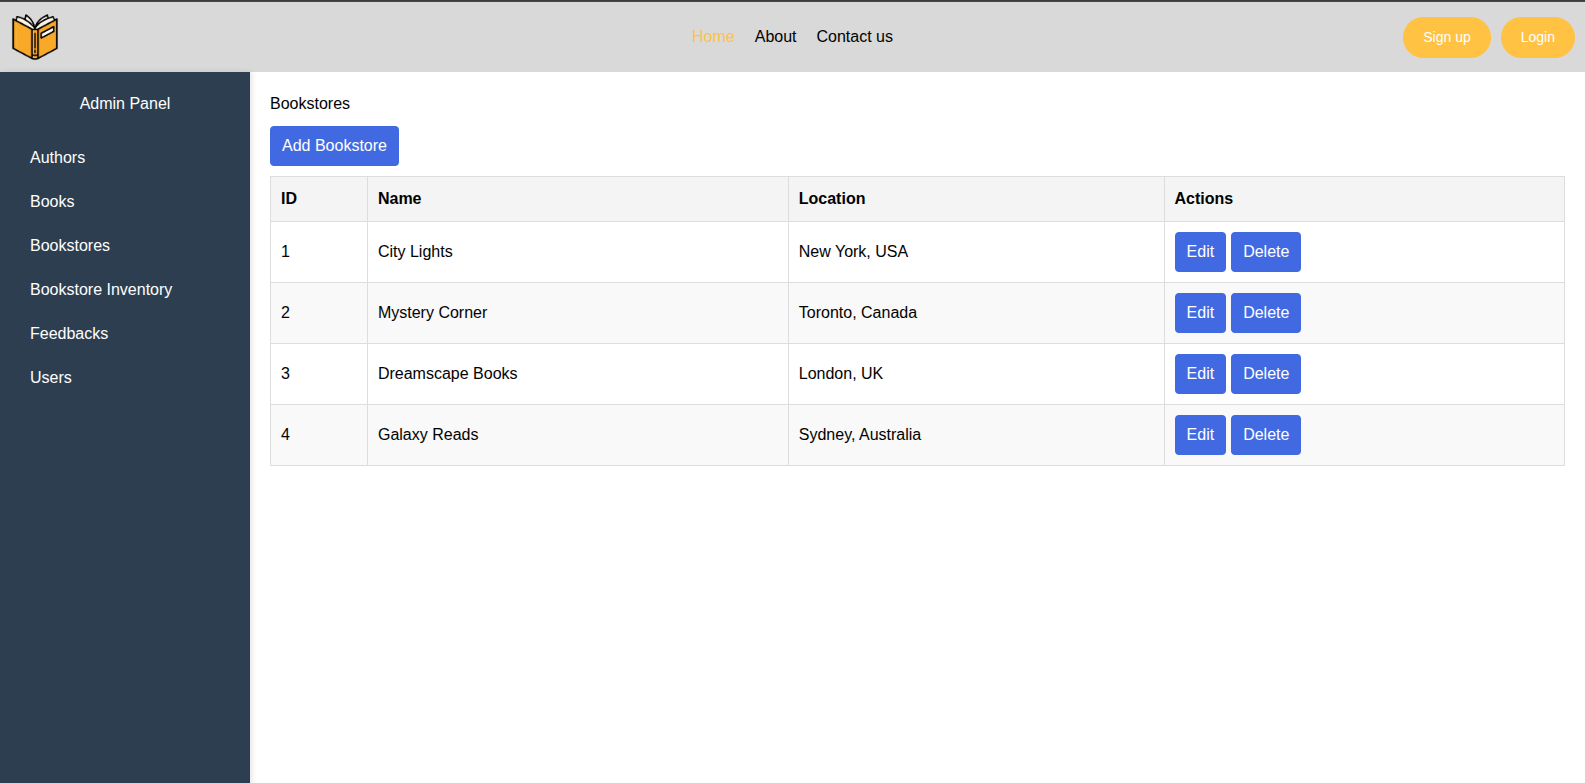 Home About Contact us Sign up Login
Admin Panel
Authors
Books
Bookstores
Bookstore Inventory
Feedbacks
Users
Bookstores
Add Bookstore
ID Name Location Actions
1 City Lights New York, USA Edit Delete
2 Mystery Corner Toronto, Canada Edit Delete
3 Dreamscape Books London, UK Edit Delete
4 Galaxy Reads Sydney, Australia Edit Delete